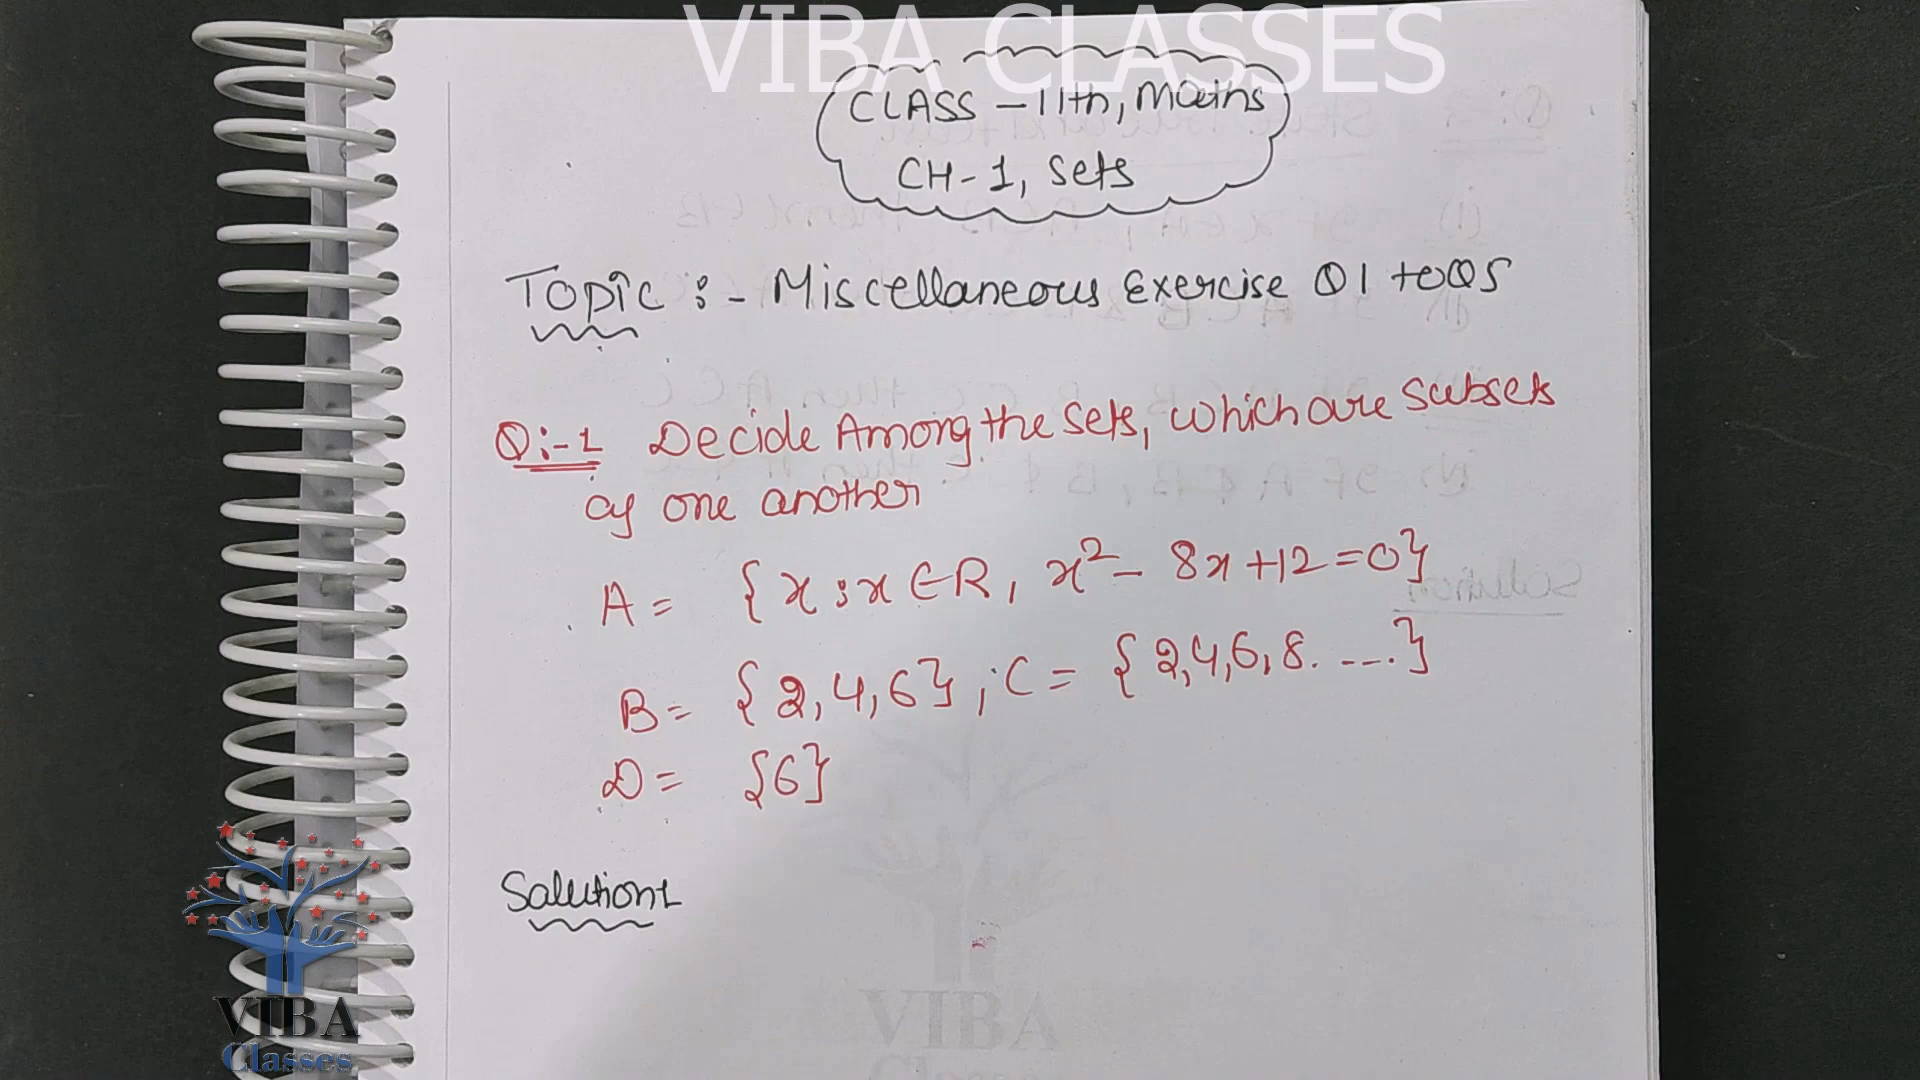 VIBA CLASSES
CLASS - 11th, Maths
CH-1, Sets
Topic :- Miscellaneous Exercise Q1 to Q5
Q:-1 Decide Among the sets, which are subsets
of one another
A = {x : x ∈ R, x² - 8x + 12 = 0}
B = {2, 4, 6} ; C = {2, 4, 6, 8. ....}
D = {6}
Solution
VIBA
Classes
VIBA